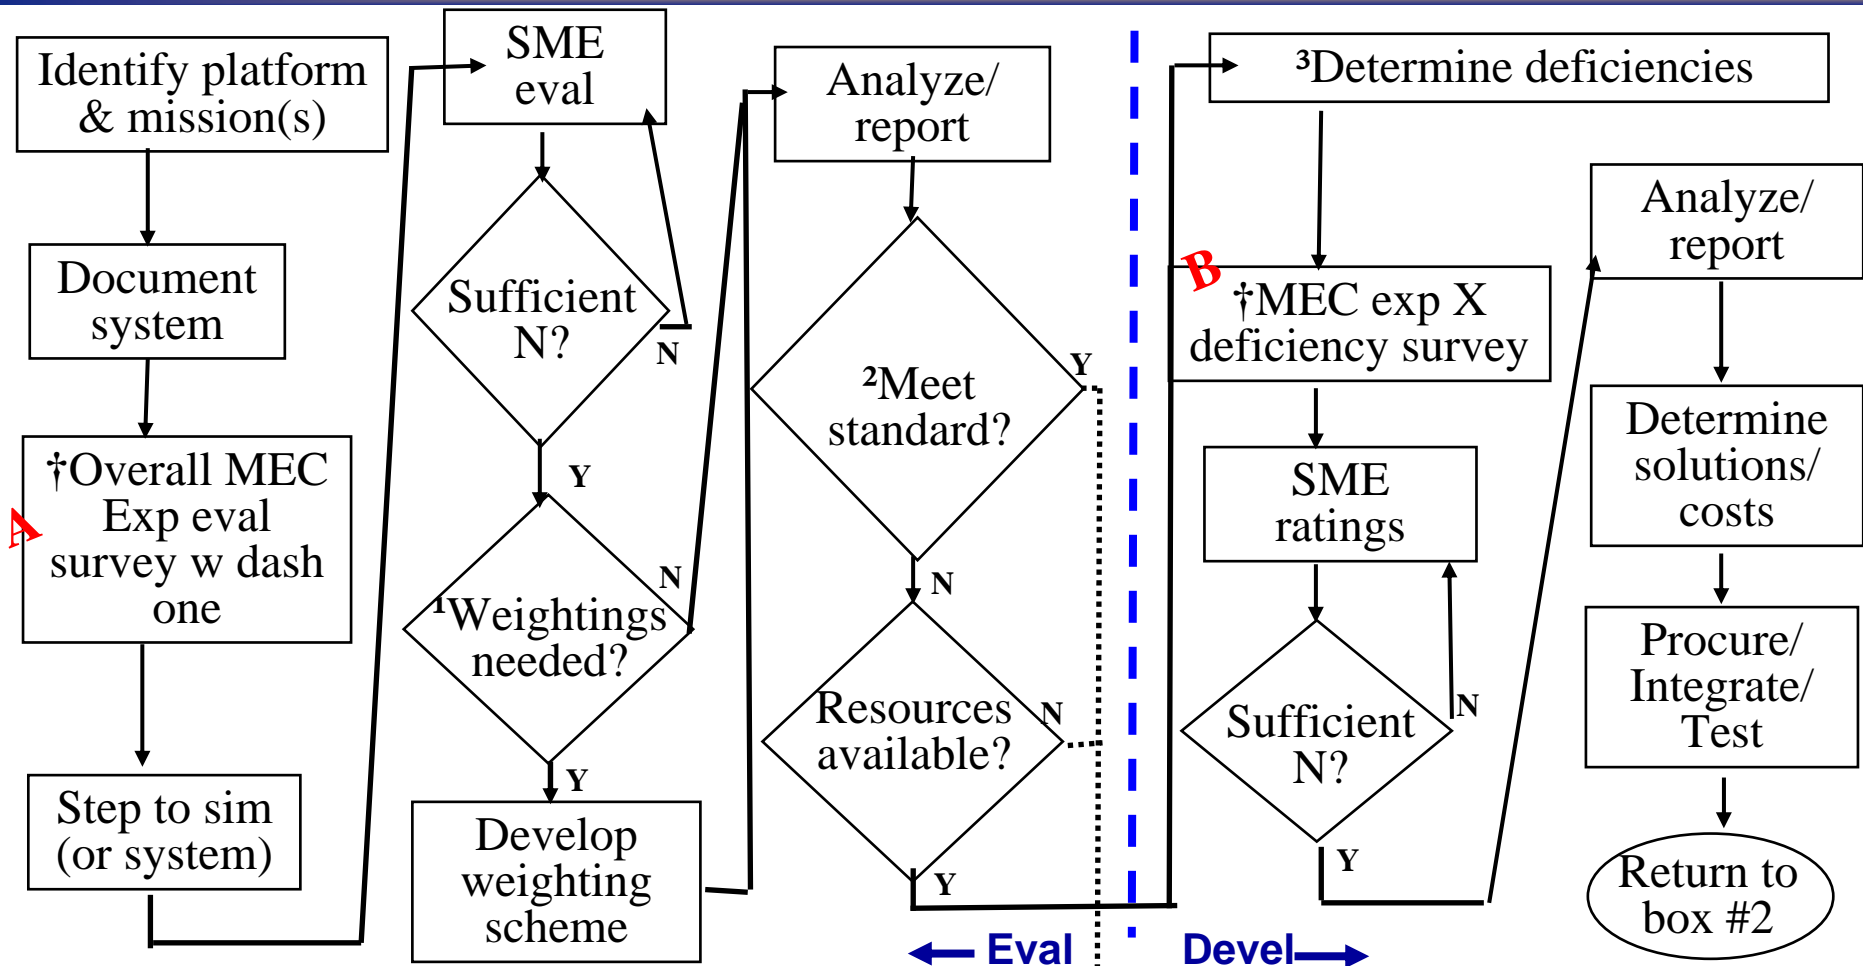 Identify platform
& mission(s)
Document
system
A
†Overall MEC
Exp eval
survey w dash
one
Step to sim
(or system)
SME
eval
Sufficient
N?
N
Y
¹Weightings
needed?
N
Y
Develop
weighting
scheme
Analyze/
report
²Meet
standard?
Y
N
Resources
available?
N
Y
Eval
Devel
³Determine deficiencies
B
†MEC exp X
deficiency survey
SME
ratings
Sufficient
N?
N
Y
Analyze/
report
Determine
solutions/
costs
Procure/
Integrate/
Test
Return to
box #2